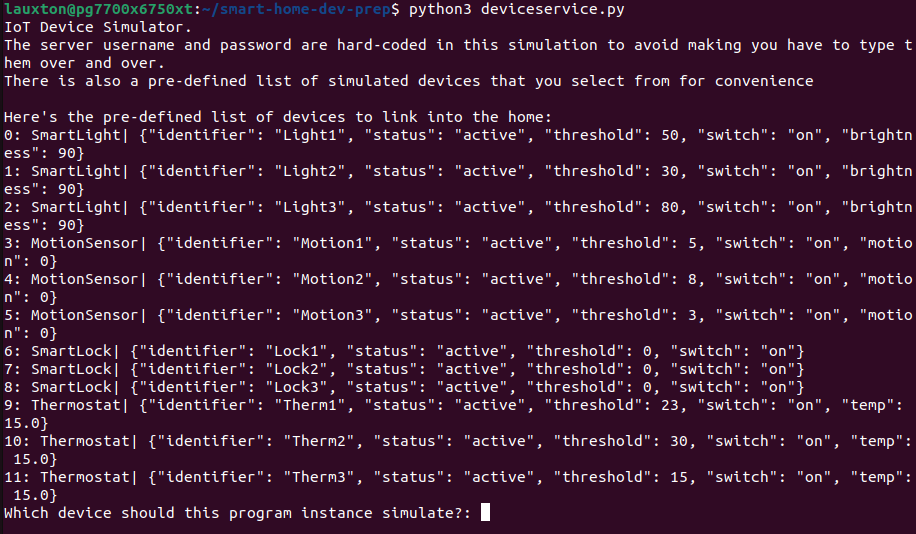 lauxton@pg7700x6750xt:~/smart-home-dev-prep$ python3 deviceservice.py
IoT Device Simulator.
The server username and password are hard-coded in this simulation to avoid making you have to type t
hem over and over.
There is also a pre-defined list of simulated devices that you select from for convenience

Here's the pre-defined list of devices to link into the home:
0: SmartLight| {"identifier": "Light1", "status": "active", "threshold": 50, "switch": "on", "brightn
ess": 90}
1: SmartLight| {"identifier": "Light2", "status": "active", "threshold": 30, "switch": "on", "brightn
ess": 90}
2: SmartLight| {"identifier": "Light3", "status": "active", "threshold": 80, "switch": "on", "brightn
ess": 90}
3: MotionSensor| {"identifier": "Motion1", "status": "active", "threshold": 5, "switch": "on", "motio
n": 0}
4: MotionSensor| {"identifier": "Motion2", "status": "active", "threshold": 8, "switch": "on", "motio
n": 0}
5: MotionSensor| {"identifier": "Motion3", "status": "active", "threshold": 3, "switch": "on", "motio
n": 0}
6: SmartLock| {"identifier": "Lock1", "status": "active", "threshold": 0, "switch": "on"}
7: SmartLock| {"identifier": "Lock2", "status": "active", "threshold": 0, "switch": "on"}
8: SmartLock| {"identifier": "Lock3", "status": "active", "threshold": 0, "switch": "on"}
9: Thermostat| {"identifier": "Therm1", "status": "active", "threshold": 23, "switch": "on", "temp":
15.0}
10: Thermostat| {"identifier": "Therm2", "status": "active", "threshold": 30, "switch": "on", "temp":
 15.0}
11: Thermostat| {"identifier": "Therm3", "status": "active", "threshold": 15, "switch": "on", "temp":
 15.0}
Which device should this program instance simulate?: